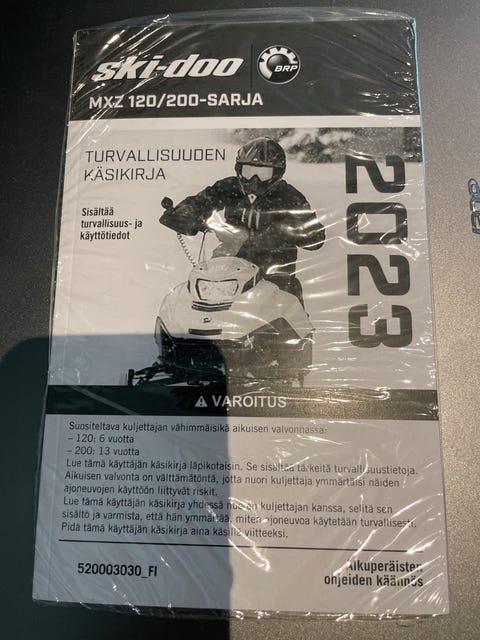 ski-doo
BRP
MXZ 120/200-SARJA
TURVALLISUUDEN
KÄSIKIRJA
Sisältää
turvallisuus- ja
käyttötiedot
2023
⚠ VAROITUS
Suositeltava kuljettajan vähimmäisikä aikuisen valvonnassa:
– 120: 6 vuotta
– 200: 13 vuotta
Lue tämä käyttäjän käsikirja läpikotaisin. Se sisältää tärkeitä turvallisuustietoja.
Aikuisen valvonta on välttämätöntä, jotta nuori kuljettaja ymmärtäisi näiden
ajoneuvojen käyttöön liittyvät riskit.
Lue tämä käyttäjän käsikirja yhdessä nuoren kuljettajan kanssa, selitä sen
sisältö ja varmista, että hän ymmärtää, miten ajoneuvoa käytetään turvallisesti.
Pidä tämä käyttäjän käsikirja aina käsillä viitteeksi.
520003030_FI
Alkuperäisten
ohjeiden käännös